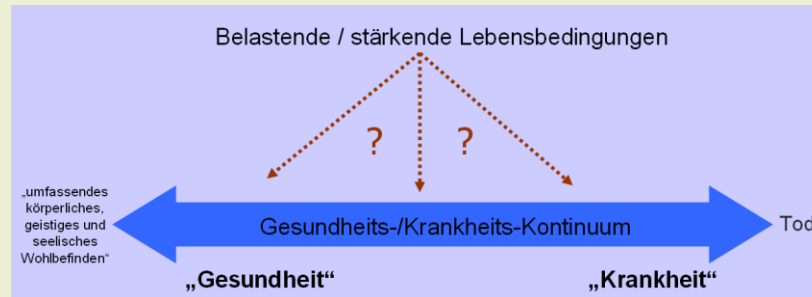 Belastende / stärkende Lebensbedingungen
? ?
„umfassendes
körperliches,
geistiges und
seelisches
Wohlbefinden“
Gesundheits-/Krankheits-Kontinuum
Tod
„Gesundheit“
„Krankheit“